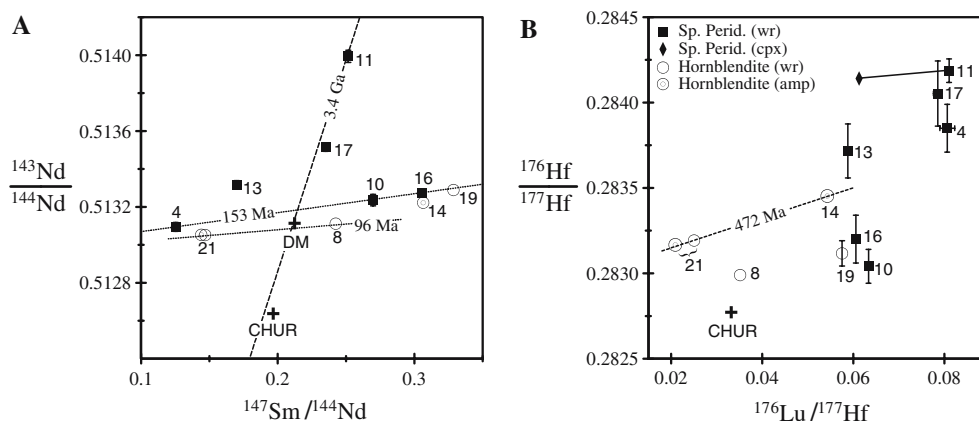 A
0.5140
0.5136
0.5132
0.5128
143Nd
144Nd
11
3.4 Ga
17
13
10
16
19
14
4
153 Ma
96 Ma
21
DM
8
CHUR
0.1
0.2
0.3
147Sm/144Nd
B
0.2845
0.2840
0.2835
0.2830
0.2825
176Hf
177Hf
Sp. Perid. (wr)
Sp. Perid. (cpx)
Hornblendite (wr)
Hornblendite (amp)
11
17
4
13
472 Ma
14
21
16
19
10
8
CHUR
0.02
0.04
0.06
0.08
176Lu/177Hf